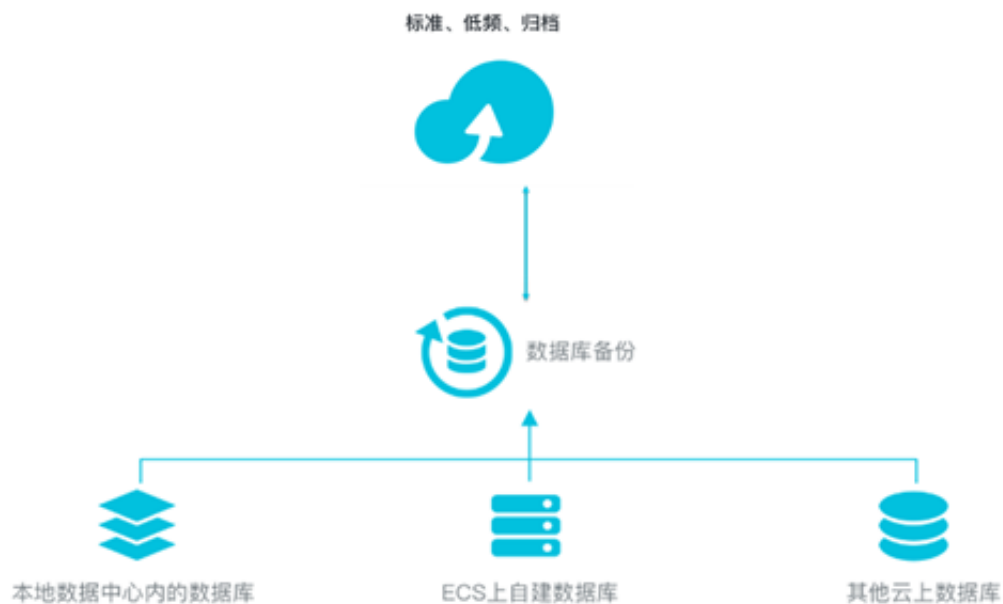 标准、低频、归档
数据库备份
本地数据中心内的数据库
ECS上自建数据库
其他云上数据库